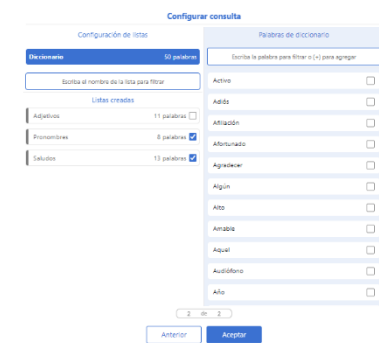 Configurar consulta
Configuración de listas
Diccionario 50 palabras
Escriba el nombre de la lista para filtrar
Listas creadas
Adjetivos 11 palabras
Pronombres 8 palabras
Saludos 13 palabras
Palabras de diccionario
Escriba la palabra para filtrar o (+) para agregar
Activo
Adiós
Afiliación
Afortunado
Agradecer
Algún
Alto
Amable
Aquel
Audiófono
Año
2 de 2
Anterior Aceptar